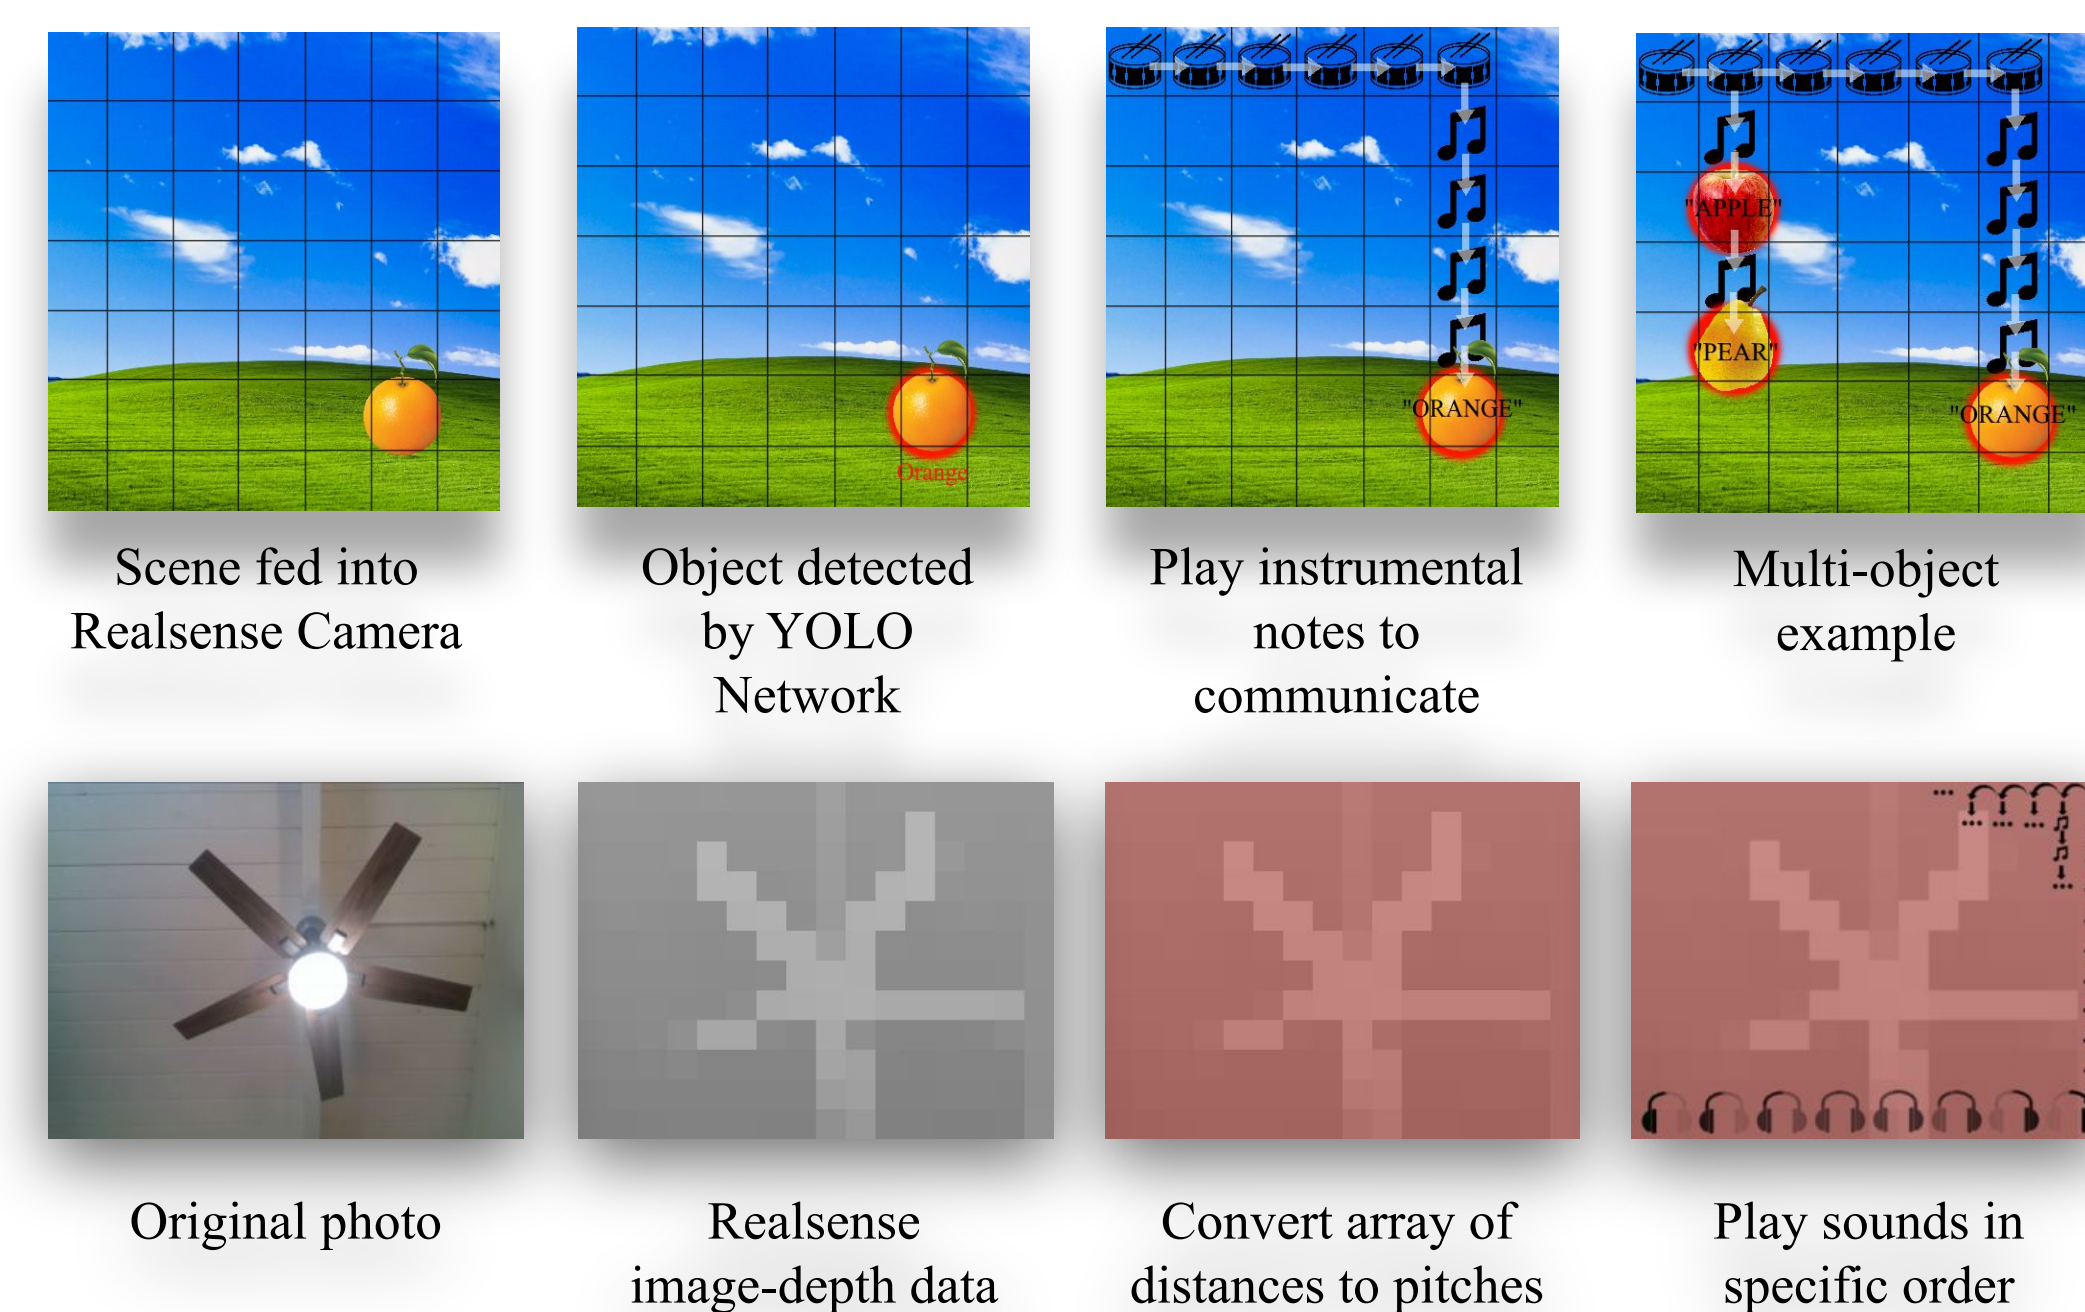 Orange
"ORANGE"
"APPLE"
"PEAR"
"ORANGE"
Scene fed into
Realsense Camera
Object detected
by YOLO
Network
Play instrumental
notes to
communicate
Multi-object
example
Original photo
Realsense
image-depth data
Convert array of
distances to pitches
Play sounds in
specific order